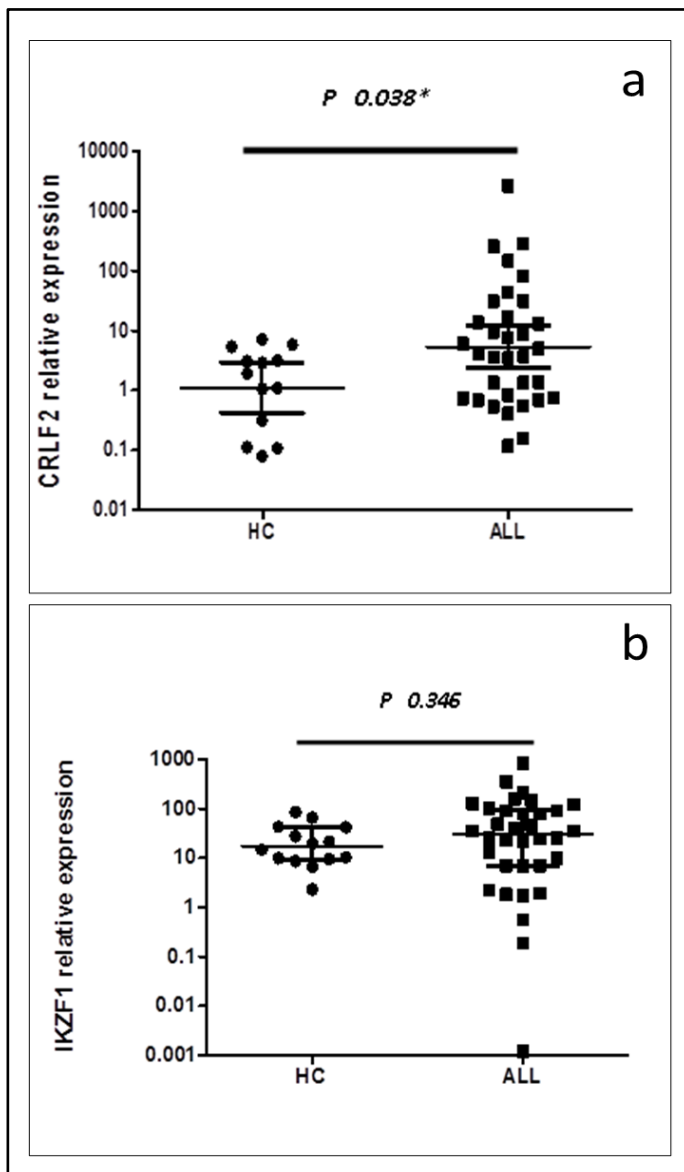 a
P 0.038*
CRLF2 relative expression
10000
1000
100
10
1
0.1
0.01
HC ALL
b
P 0.346
IKZF1 relative expression
1000
100
10
1
0.1
0.01
0.001
HC ALL